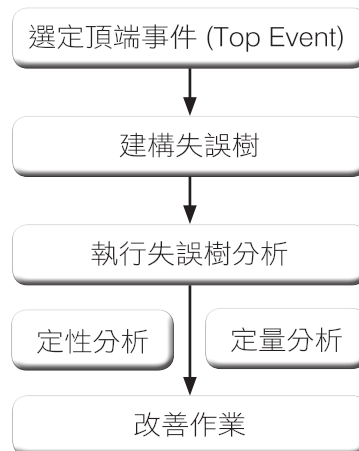 選定頂端事件 (Top Event)
建構失誤樹
執行失誤樹分析
定性分析
定量分析
改善作業